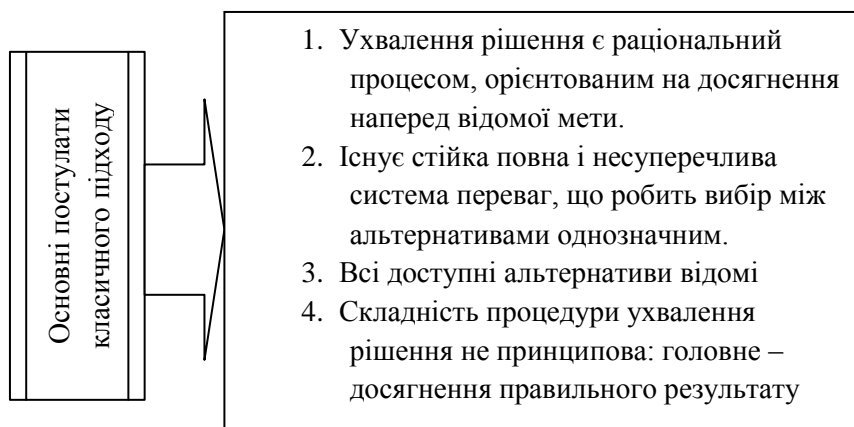 Основні постулати
класичного підходу
1. Ухвалення рішення є раціональний
процесом, орієнтованим на досягнення
наперед відомої мети.
2. Існує стійка повна і несуперечлива
система переваг, що робить вибір між
альтернативами однозначним.
3. Всі доступні альтернативи відомі
4. Складність процедури ухвалення
рішення не принципова: головне –
досягнення правильного результату